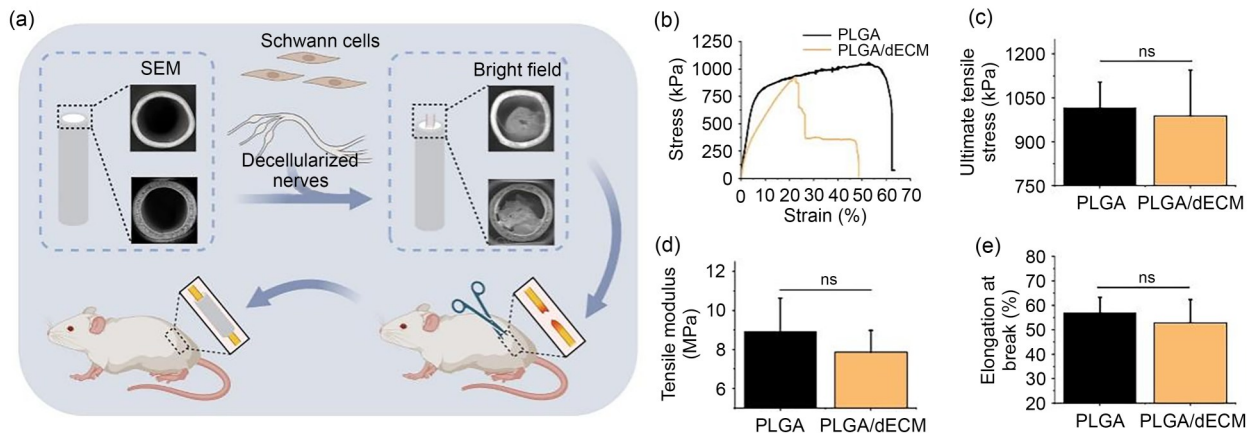 (a)
Schwann cells
SEM
Bright field
Decellularized
nerves
(b)
PLGA
PLGA/dECM
Stress (kPa)
1250
1000
750
500
250
0
0 10 20 30 40 50 60 70
Strain (%)
(c)
Ultimate tensile
stress (kPa)
1200
1050
900
750
ns
PLGA PLGA/dECM
(d)
Tensile modulus
(MPa)
12
10
8
6
ns
PLGA PLGA/dECM
(e)
Elongation at
break (%)
80
70
60
50
40
30
20
ns
PLGA PLGA/dECM